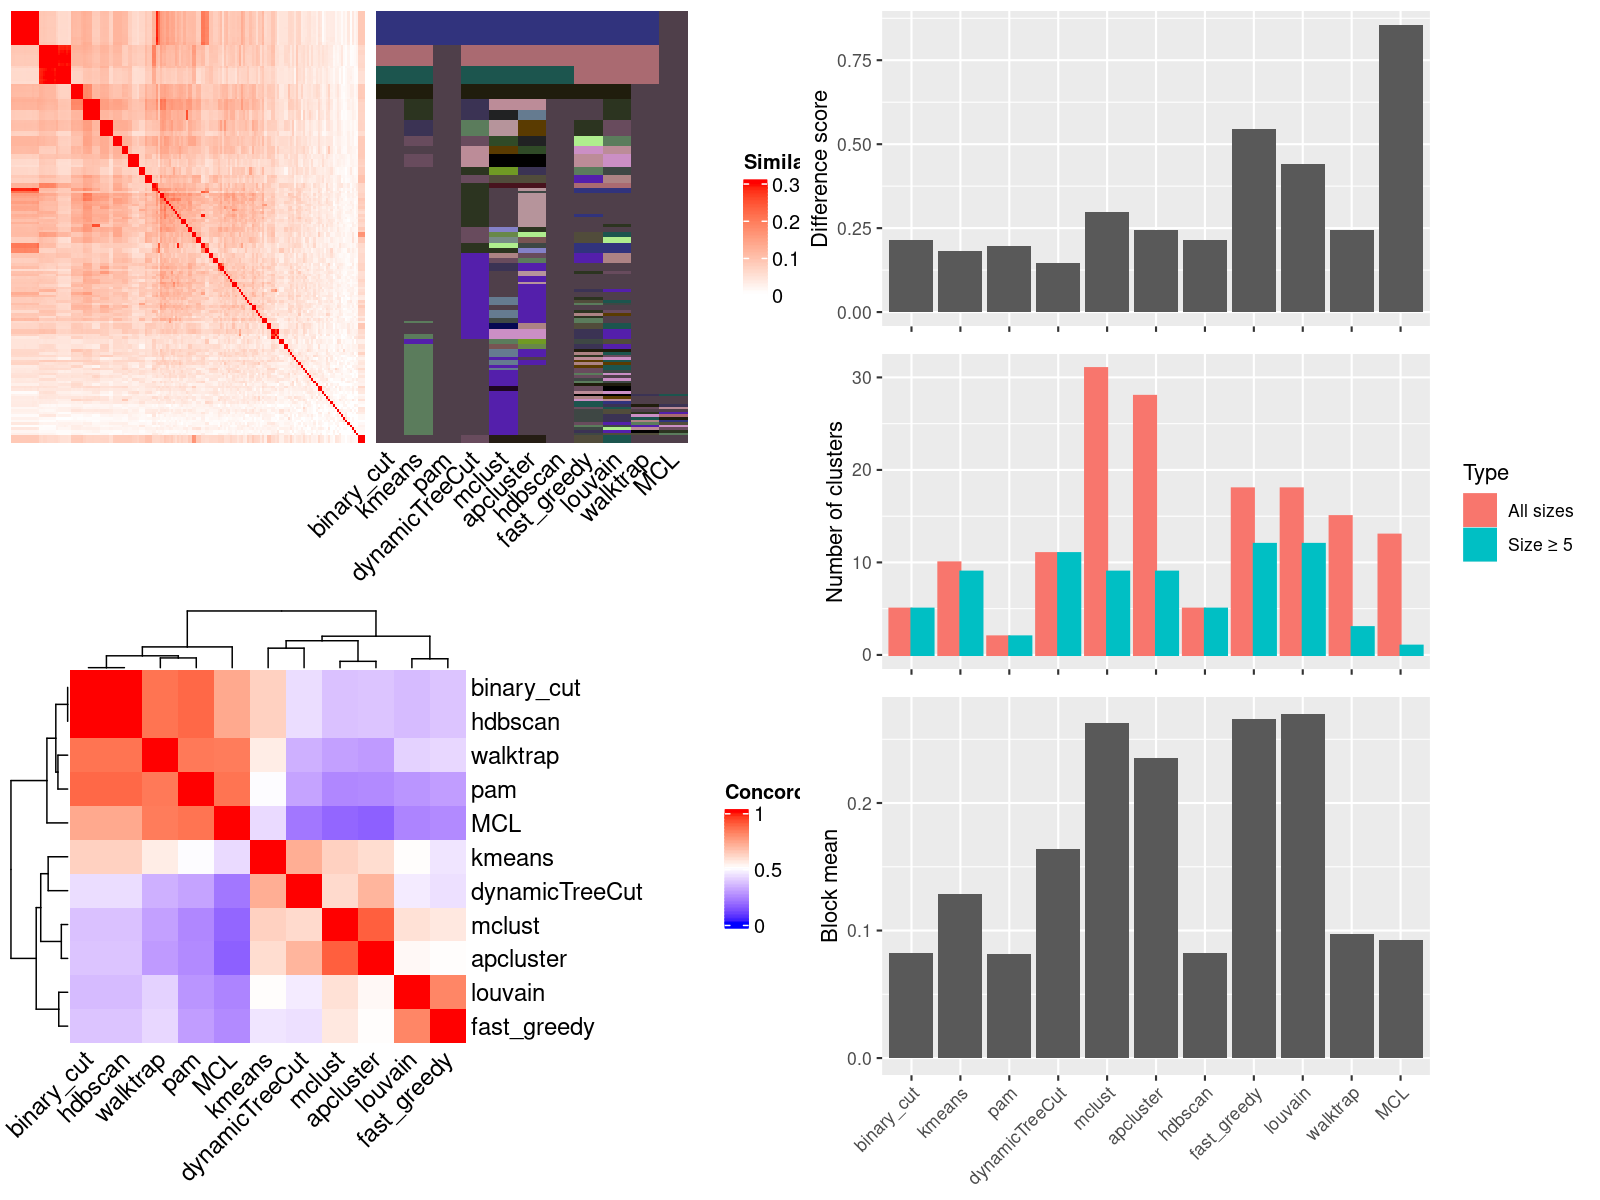 Simila
0.3
0.2
0.1
0
binary_cut
kmeans
pam
dynamicTreeCut
mclust
apcluster
hdbscan
fast_greedy
louvain
walktrap
MCL
binary_cut
hdbscan
walktrap
pam
MCL
kmeans
dynamicTreeCut
mclust
apcluster
louvain
fast_greedy
binary_cut
hdbscan
walktrap
pam
MCL
kmeans
dynamicTreeCut
mclust
apcluster
louvain
fast_greedy
Concord
1
0.5
0
Difference score
0.75
0.50
0.25
0.00
Number of clusters
30
20
10
0
Type
All sizes
Size ≥ 5
Block mean
0.2
0.1
0.0
binary_cut
kmeans
pam
dynamicTreeCut
mclust
apcluster
hdbscan
fast_greedy
louvain
walktrap
MCL